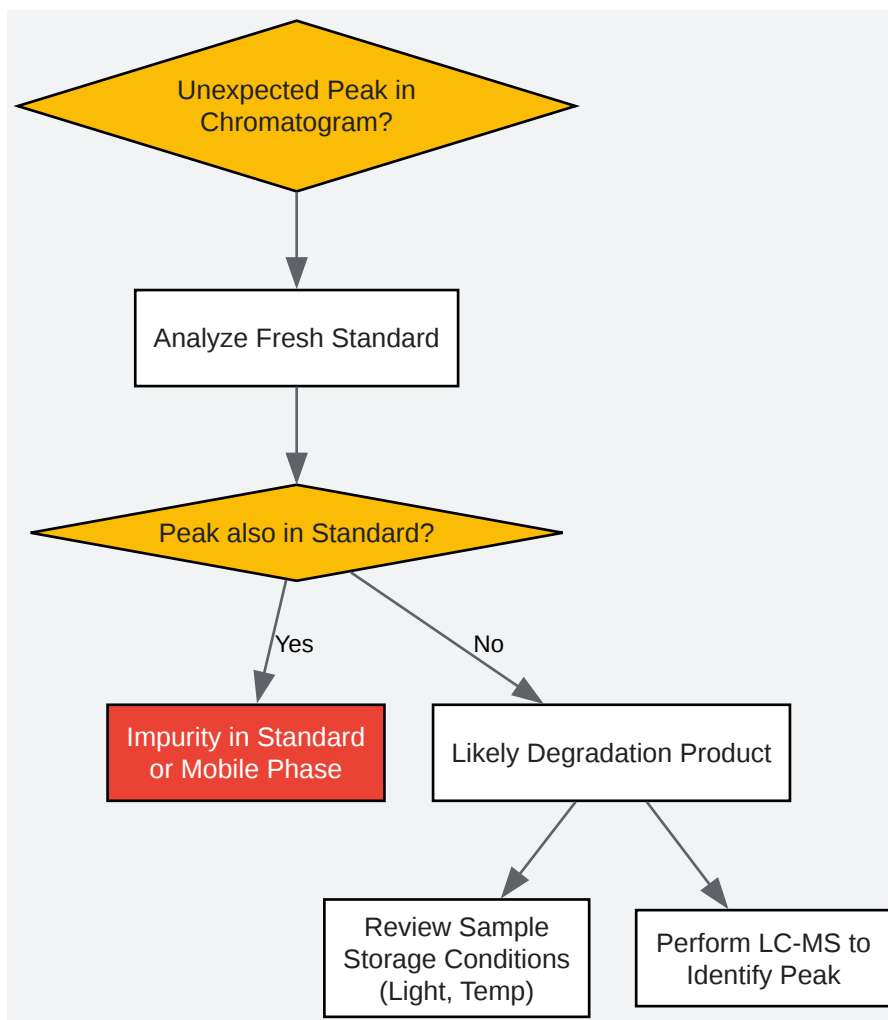 Unexpected Peak in
Chromatogram?
Analyze Fresh Standard
Peak also in Standard?
Yes
No
Impurity in Standard
or Mobile Phase
Likely Degradation Product
Review Sample
Storage Conditions
(Light, Temp)
Perform LC-MS to
Identify Peak